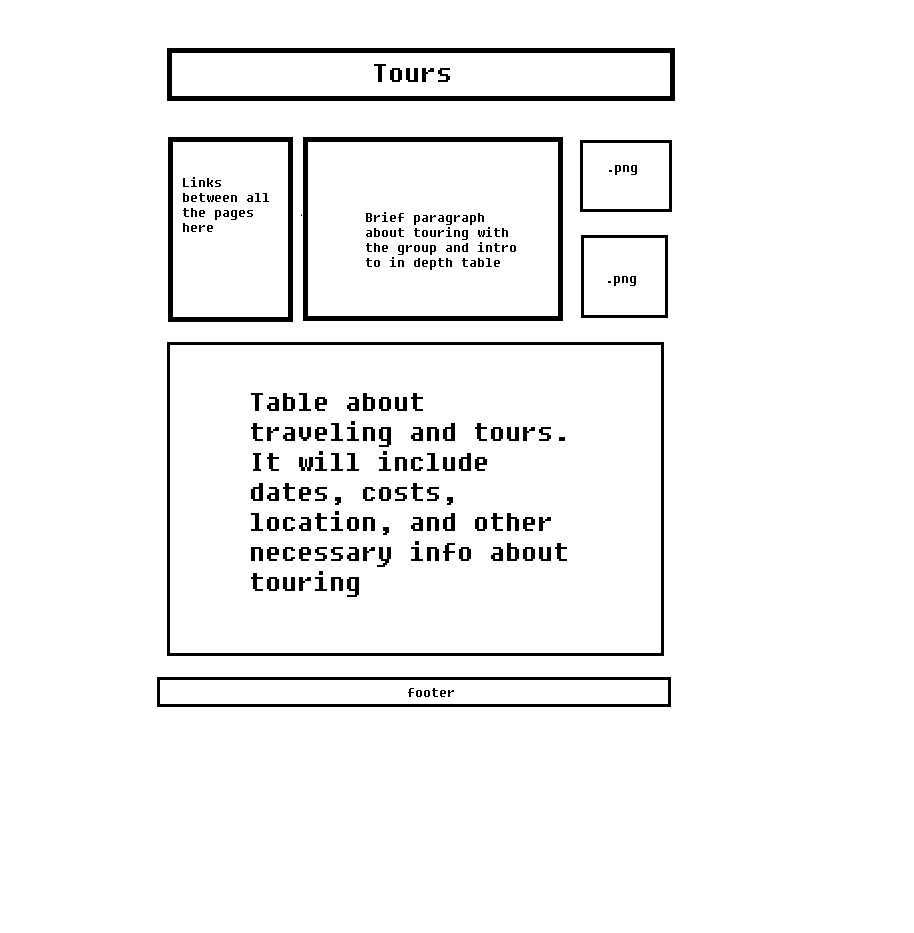 Tours
Links
between all
the pages
here
Brief paragraph
about touring with
the group and intro
to in depth table
.png
.png
Table about
traveling and tours.
It will include
dates, costs,
location, and other
necessary info about
touring
footer